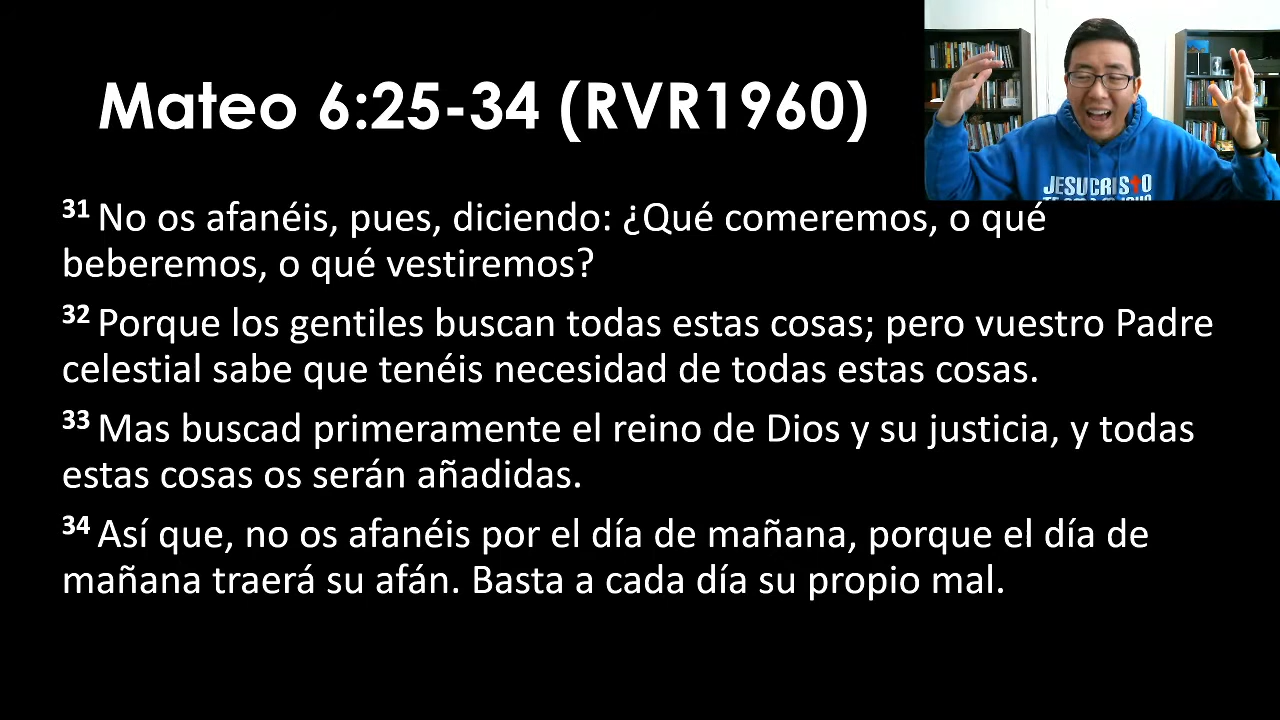 Mateo 6:25-34 (RVR1960)
JESUCRISTO
31 No os afanéis, pues, diciendo: ¿Qué comeremos, o qué
beberemos, o qué vestiremos?
32 Porque los gentiles buscan todas estas cosas; pero vuestro Padre
celestial sabe que tenéis necesidad de todas estas cosas.
33 Mas buscad primeramente el reino de Dios y su justicia, y todas
estas cosas os serán añadidas.
34 Así que, no os afanéis por el día de mañana, porque el día de
mañana traerá su afán. Basta a cada día su propio mal.